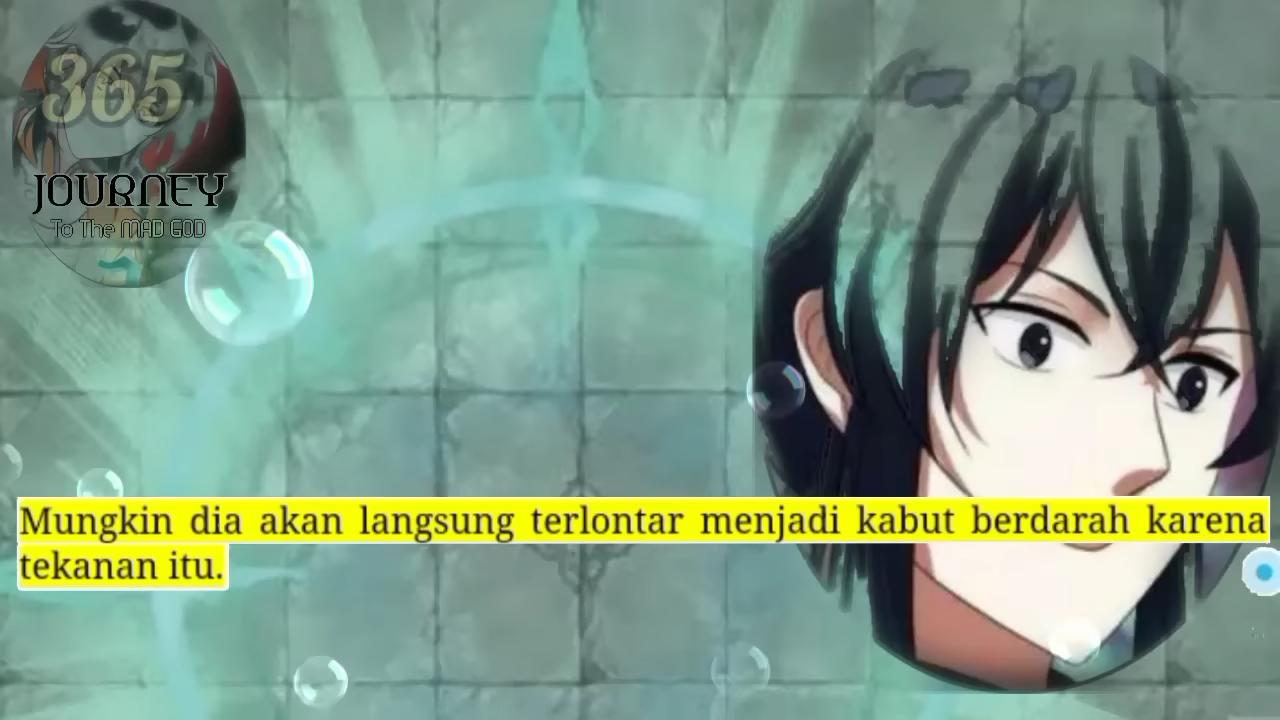 365
JOURNEY
To The MAD GOD
Mungkin dia akan langsung terlontar menjadi kabut berdarah karena
tekanan itu.